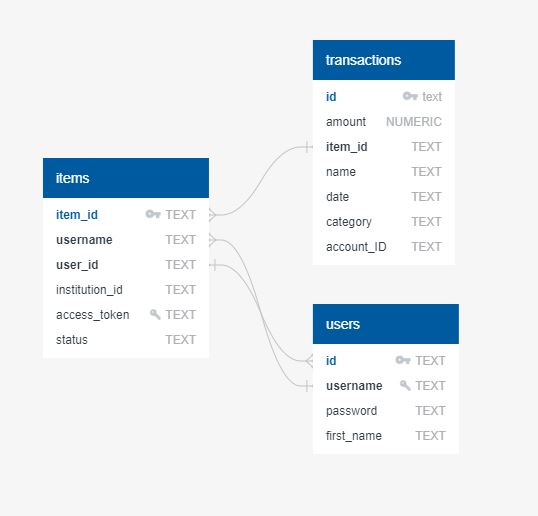 transactions
id text
amount NUMERIC
item_id TEXT
name TEXT
date TEXT
category TEXT
account_ID TEXT
items
item_id TEXT
username TEXT
user_id TEXT
institution_id TEXT
access_token TEXT
status TEXT
users
id TEXT
username TEXT
password TEXT
first_name TEXT